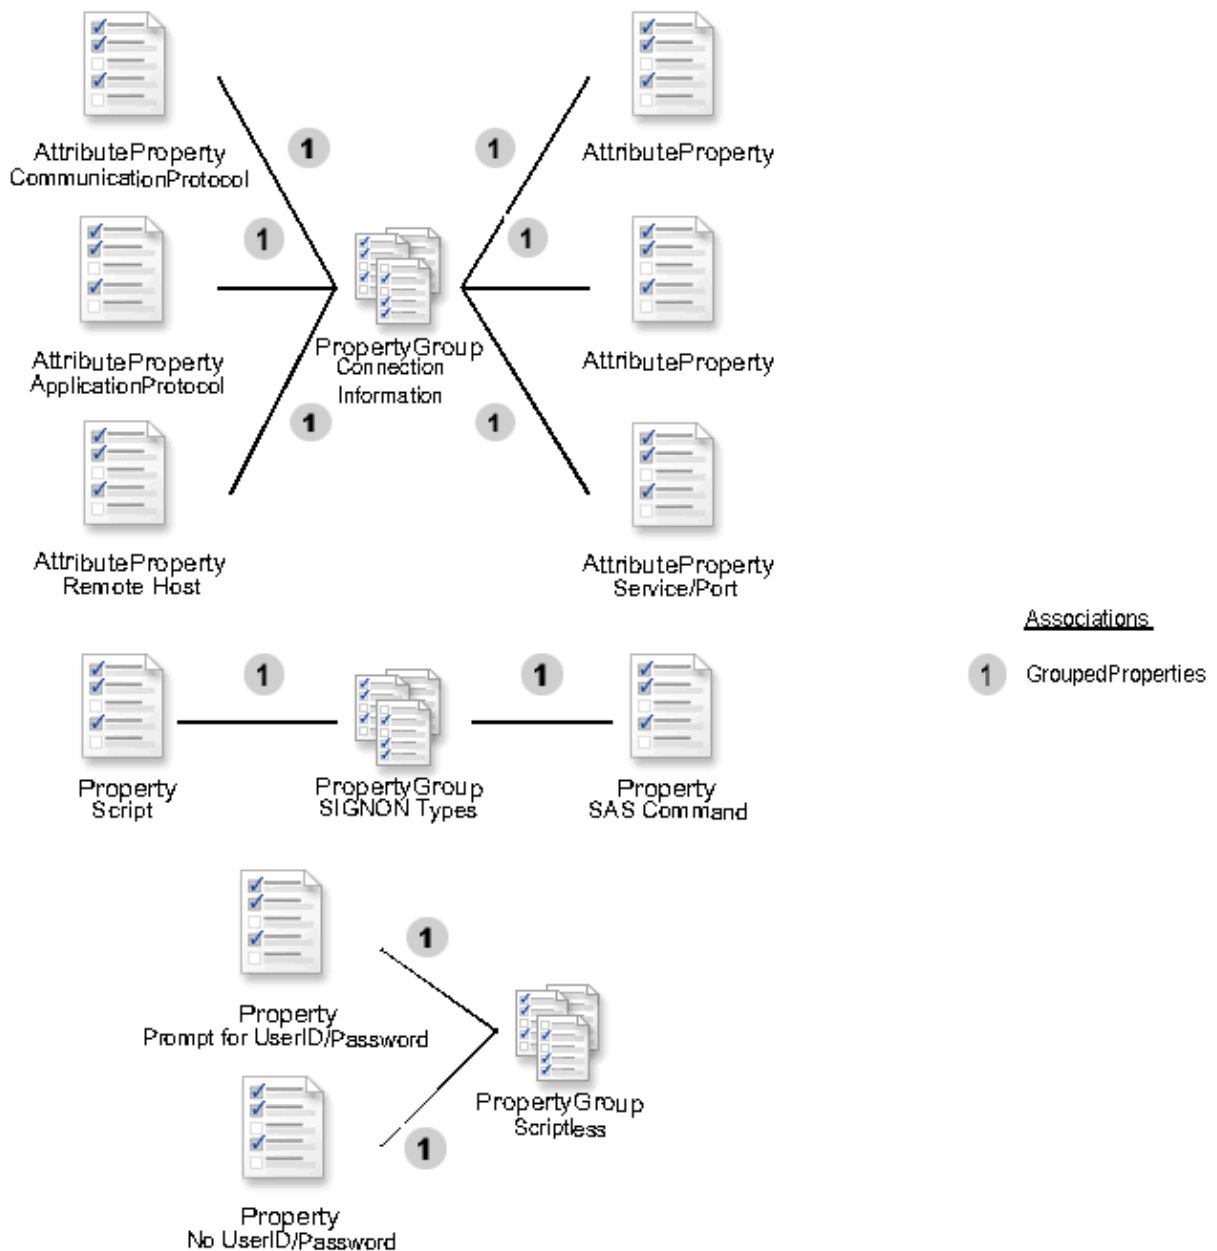 1
1
AttributeProperty
CommunicationProtocol
AttributeProperty
1
1
PropertyGroup
Connection
Information
AttributeProperty
ApplicationProtocol
AttributeProperty
1
1
AttributeProperty
Remote Host
AttributeProperty
Service/Port
Associations
1 GroupedProperties
1
1
Property
Script
PropertyGroup
SIGNON Types
Property
SAS Command
1
Property
Prompt for UserID/Password
PropertyGroup
Scriptless
1
Property
No UserID/Password